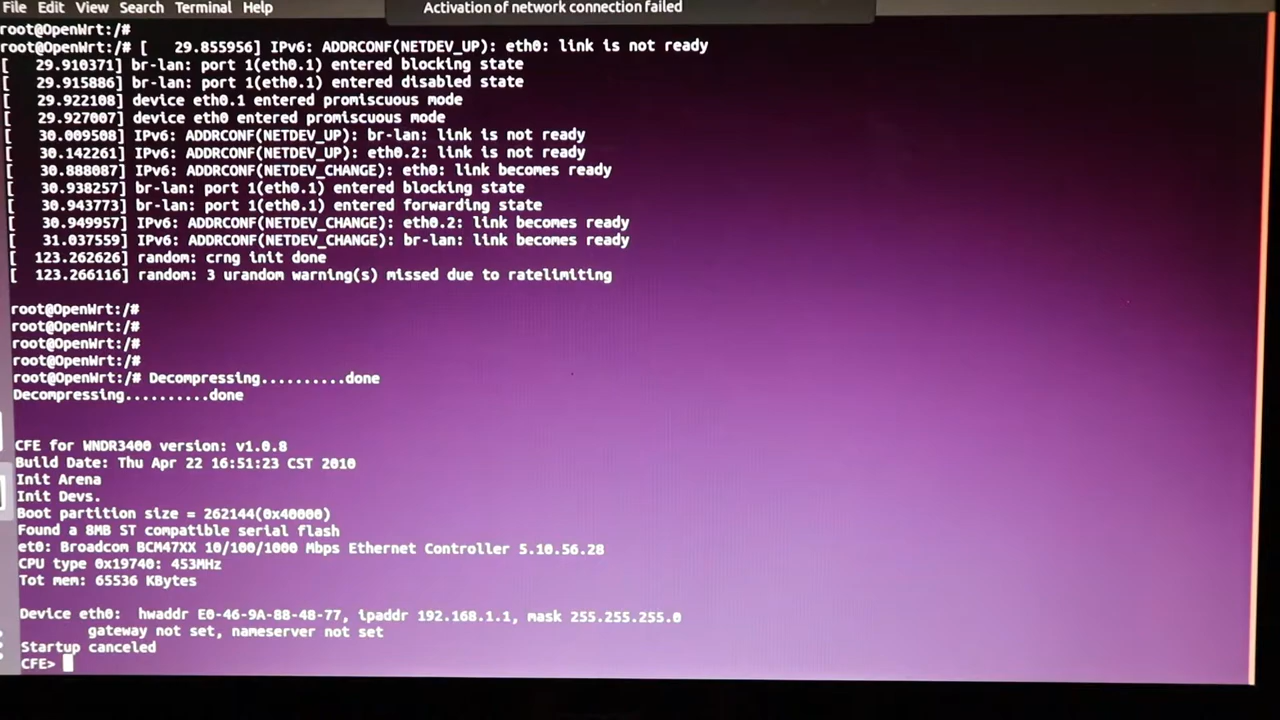 File Edit View Search Terminal Help
Activation of network connection failed
root@OpenWrt:/#
root@OpenWrt:/# [   29.855956] IPv6: ADDRCONF(NETDEV_UP): eth0: link is not ready
[   29.910371] br-lan: port 1(eth0.1) entered blocking state
[   29.915886] br-lan: port 1(eth0.1) entered disabled state
[   29.922108] device eth0.1 entered promiscuous mode
[   29.927007] device eth0 entered promiscuous mode
[   30.009508] IPv6: ADDRCONF(NETDEV_UP): br-lan: link is not ready
[   30.142261] IPv6: ADDRCONF(NETDEV_UP): eth0.2: link is not ready
[   30.888087] IPv6: ADDRCONF(NETDEV_CHANGE): eth0: link becomes ready
[   30.938257] br-lan: port 1(eth0.1) entered blocking state
[   30.943773] br-lan: port 1(eth0.1) entered forwarding state
[   30.949957] IPv6: ADDRCONF(NETDEV_CHANGE): eth0.2: link becomes ready
[   31.037559] IPv6: ADDRCONF(NETDEV_CHANGE): br-lan: link becomes ready
[  123.262626] random: crng init done
[  123.266116] random: 3 urandom warning(s) missed due to ratelimiting
root@OpenWrt:/#
root@OpenWrt:/#
root@OpenWrt:/#
root@OpenWrt:/#
root@OpenWrt:/# Decompressing..........done
Decompressing..........done
CFE for WNDR3400 version: v1.0.8
Build Date: Thu Apr 22 16:51:23 CST 2010
Init Arena
Init Devs.
Boot partition size = 262144(0x40000)
Found a 8MB ST compatible serial flash
et0: Broadcom BCM47XX 10/100/1000 Mbps Ethernet Controller 5.10.56.28
CPU type 0x19740: 453MHz
Tot mem: 65536 KBytes
Device eth0:  hwaddr E0-46-9A-88-48-77, ipaddr 192.168.1.1, mask 255.255.255.0
gateway not set, nameserver not set
Startup canceled
CFE>